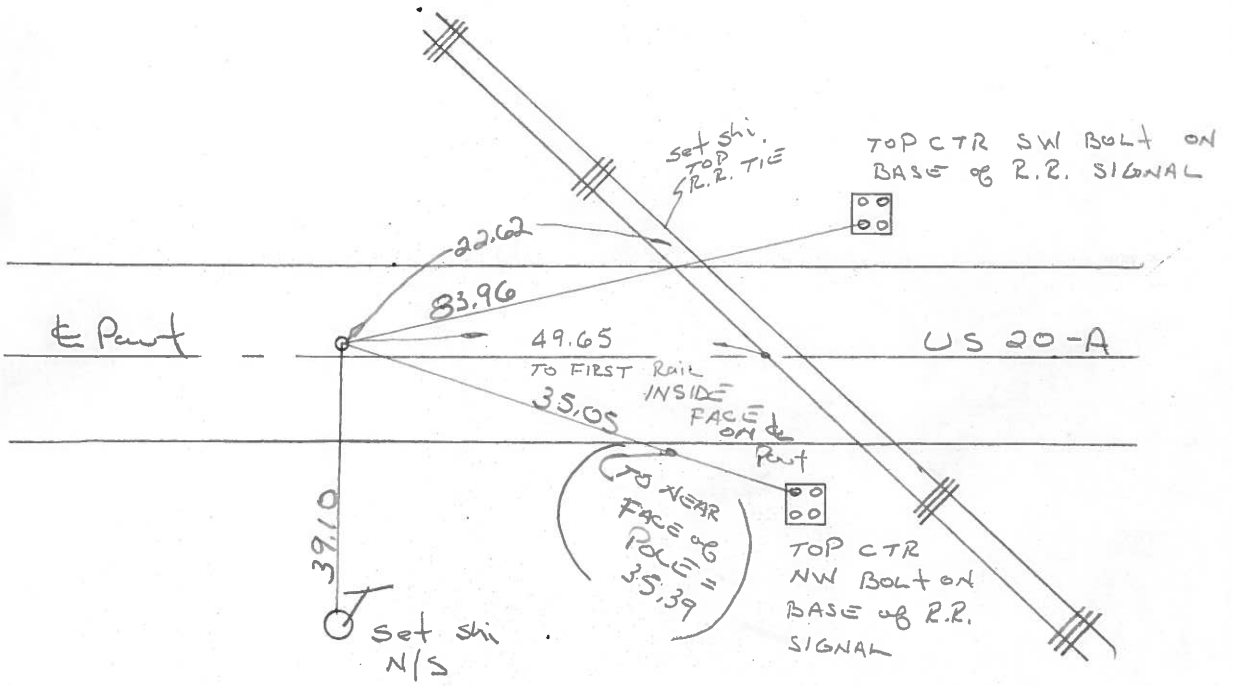 set shi.
TOP
R.R. TIE
TOP CTR SW BOLT ON
BASE of R.R. SIGNAL
22.62
83.96
℄ Pavt
49.65
US 20-A
TO FIRST Rail
INSIDE
FACE
ON ℄
Pavt
35.05
TO NEAR
FACE of
POLE =
35.39
39.10
TOP CTR
NW BOLT ON
BASE of R.R.
SIGNAL
Set shi
N/S